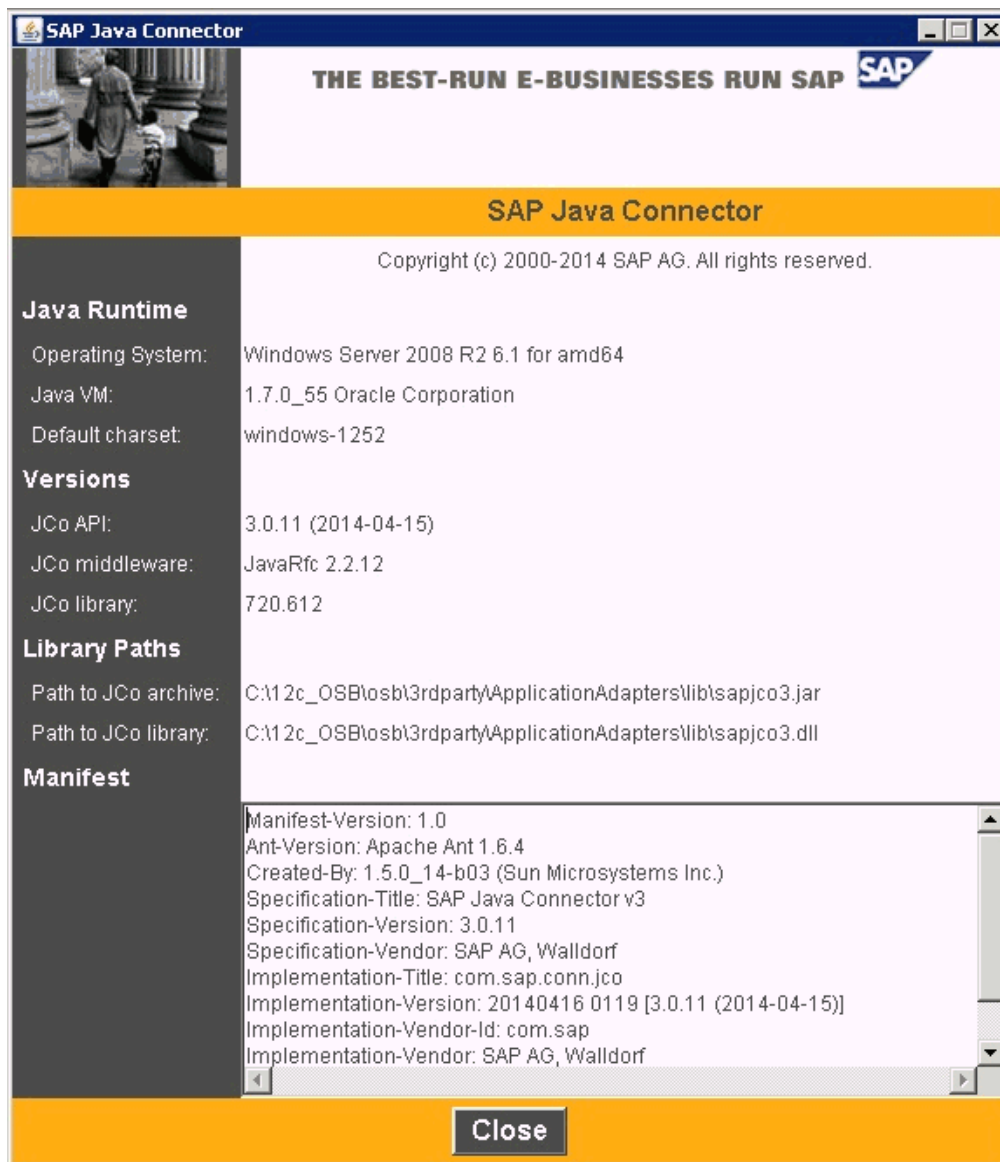 SAP Java Connector
THE BEST-RUN E-BUSINESSES RUN SAP SAP
SAP Java Connector
Copyright (c) 2000-2014 SAP AG. All rights reserved.
Java Runtime
Operating System: Windows Server 2008 R2 6.1 for amd64
Java VM: 1.7.0_55 Oracle Corporation
Default charset: windows-1252
Versions
JCo API: 3.0.11 (2014-04-15)
JCo middleware: JavaRfc 2.2.12
JCo library: 720.612
Library Paths
Path to JCo archive: C:\12c_OSB\osb\3rdparty\ApplicationAdapters\lib\sapjco3.jar
Path to JCo library: C:\12c_OSB\osb\3rdparty\ApplicationAdapters\lib\sapjco3.dll
Manifest
Manifest-Version: 1.0
Ant-Version: Apache Ant 1.6.4
Created-By: 1.5.0_14-b03 (Sun Microsystems Inc.)
Specification-Title: SAP Java Connector v3
Specification-Version: 3.0.11
Specification-Vendor: SAP AG, Walldorf
Implementation-Title: com.sap.conn.jco
Implementation-Version: 20140416 0119 [3.0.11 (2014-04-15)]
Implementation-Vendor-Id: com.sap
Implementation-Vendor: SAP AG, Walldorf
Close